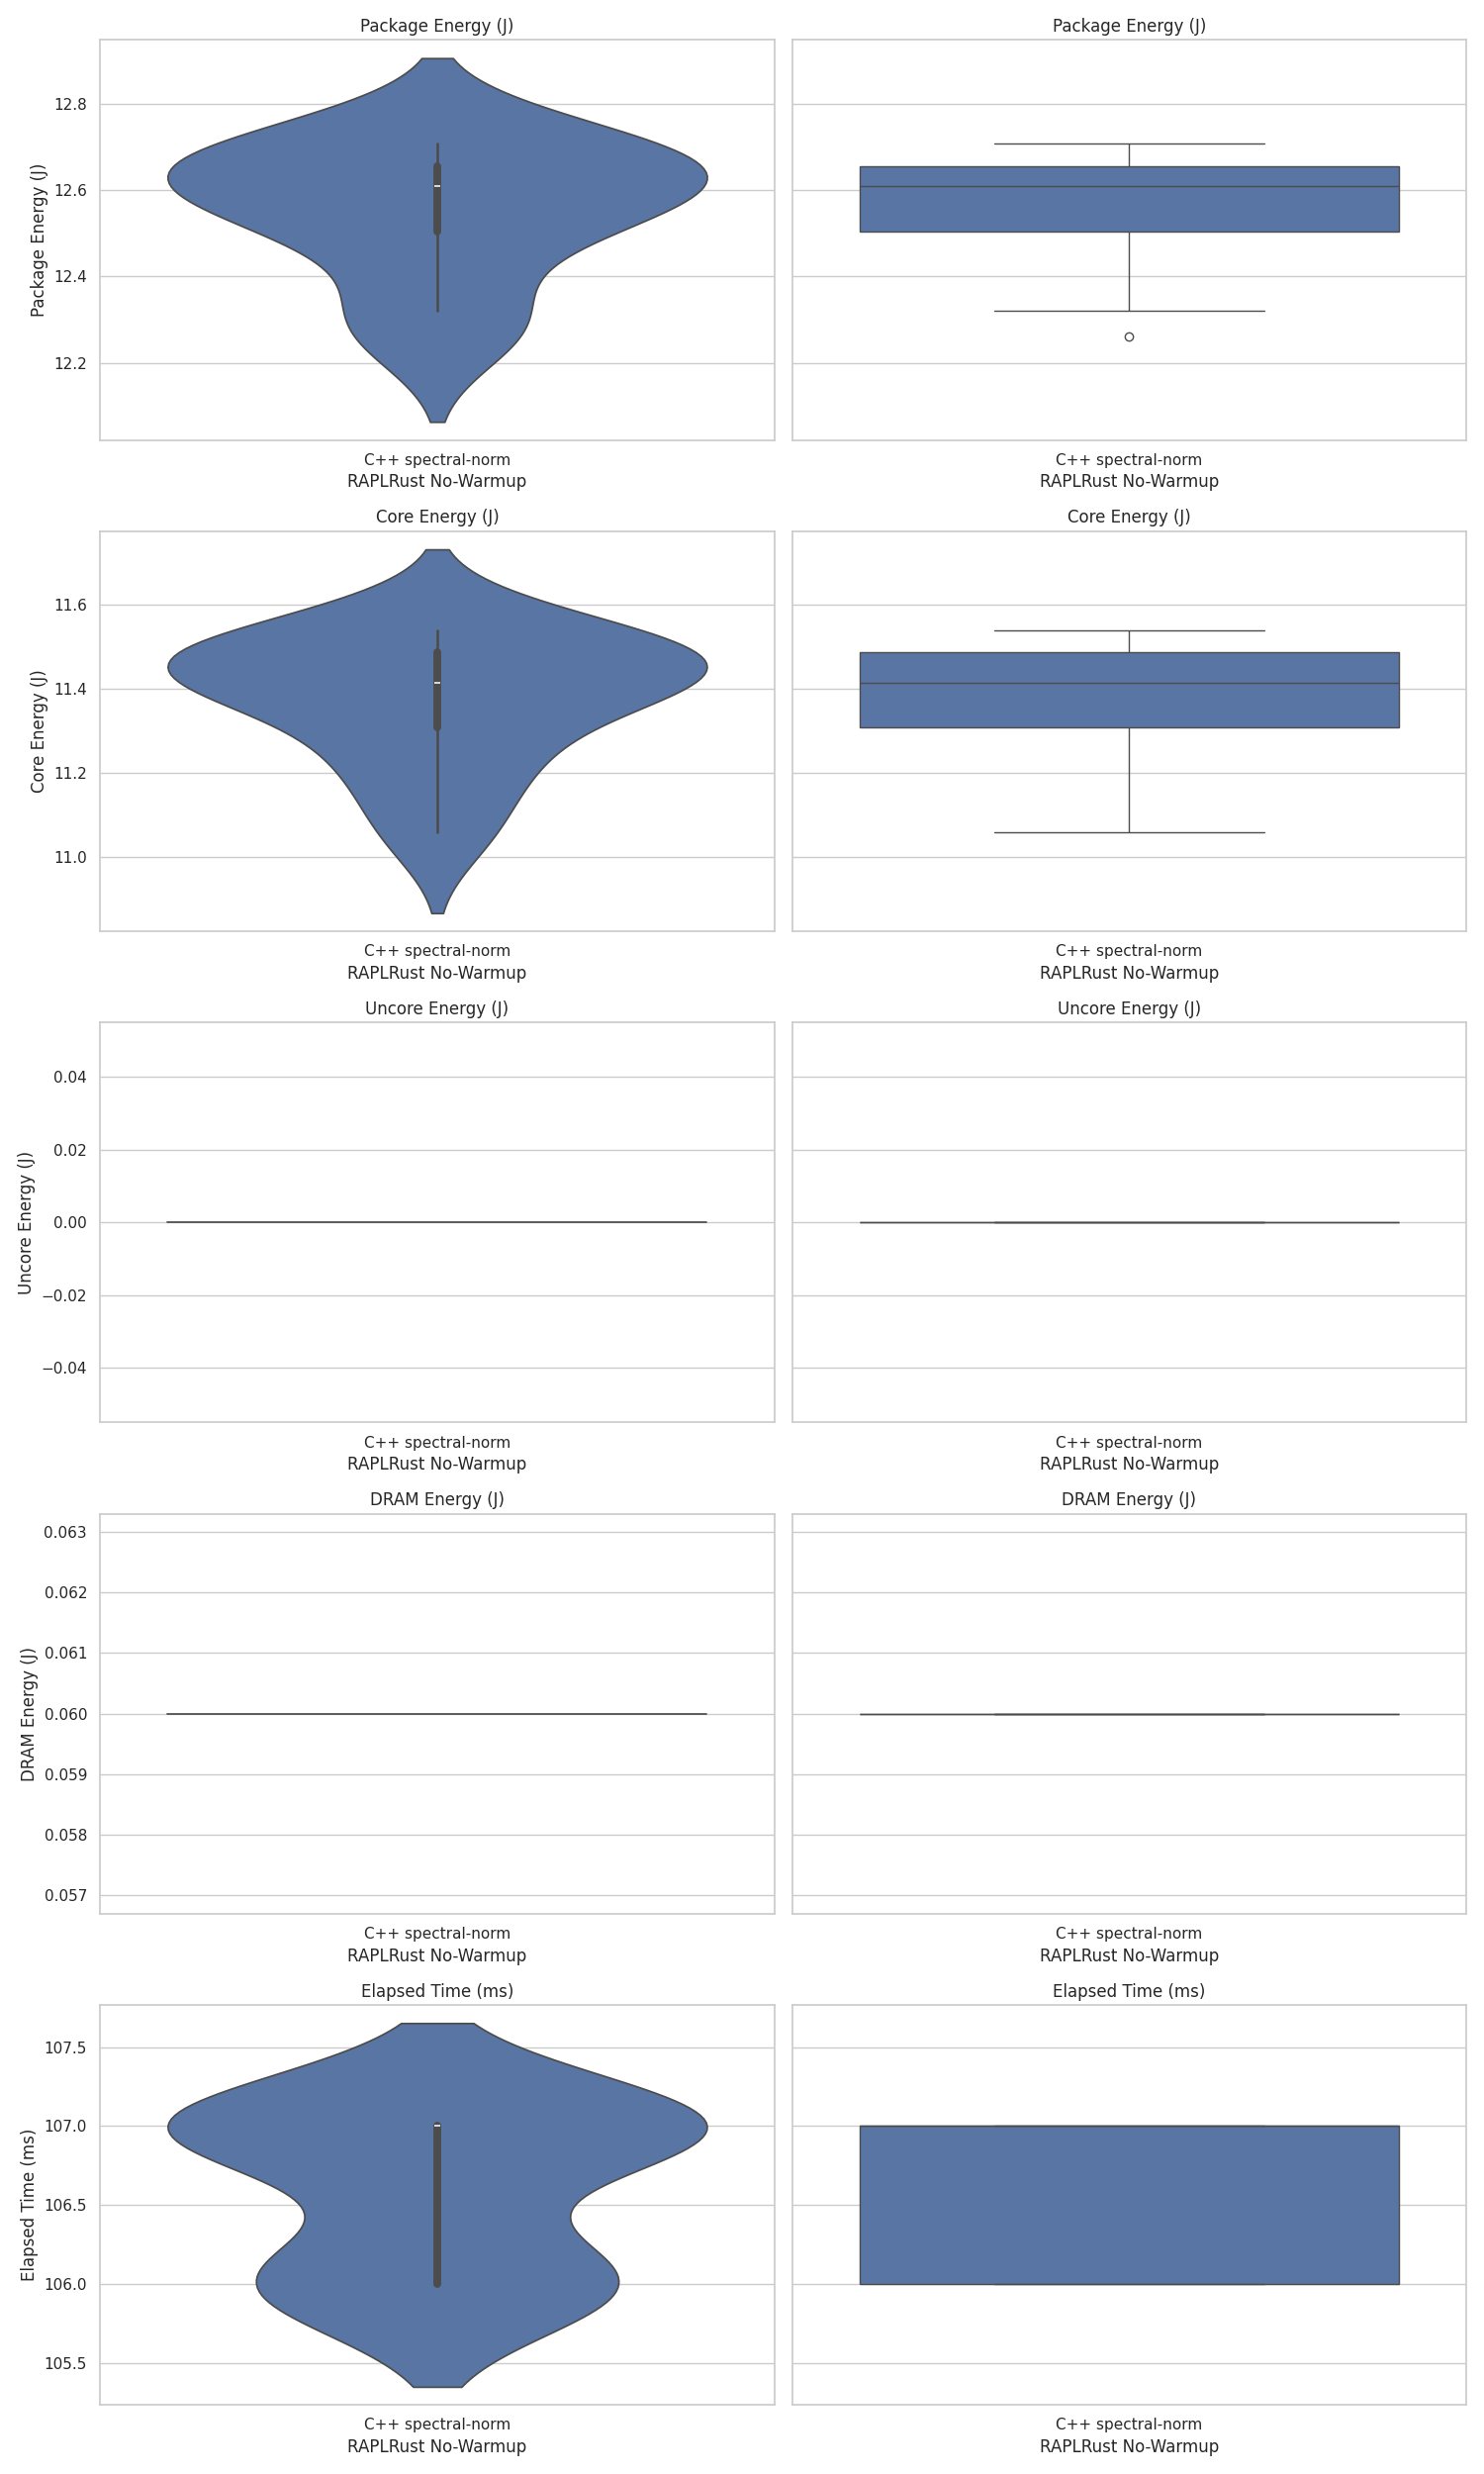 Package Energy (J)
Package Energy (J)
Package Energy (J)
12.8
12.6
12.4
12.2
C++ spectral-norm
RAPLRust No-Warmup
C++ spectral-norm
RAPLRust No-Warmup
Core Energy (J)
Core Energy (J)
Core Energy (J)
11.6
11.4
11.2
11.0
C++ spectral-norm
RAPLRust No-Warmup
C++ spectral-norm
RAPLRust No-Warmup
Uncore Energy (J)
Uncore Energy (J)
Uncore Energy (J)
0.04
0.02
0.00
−0.02
−0.04
C++ spectral-norm
RAPLRust No-Warmup
C++ spectral-norm
RAPLRust No-Warmup
DRAM Energy (J)
DRAM Energy (J)
DRAM Energy (J)
0.063
0.062
0.061
0.060
0.059
0.058
0.057
C++ spectral-norm
RAPLRust No-Warmup
C++ spectral-norm
RAPLRust No-Warmup
Elapsed Time (ms)
Elapsed Time (ms)
Elapsed Time (ms)
107.5
107.0
106.5
106.0
105.5
C++ spectral-norm
RAPLRust No-Warmup
C++ spectral-norm
RAPLRust No-Warmup